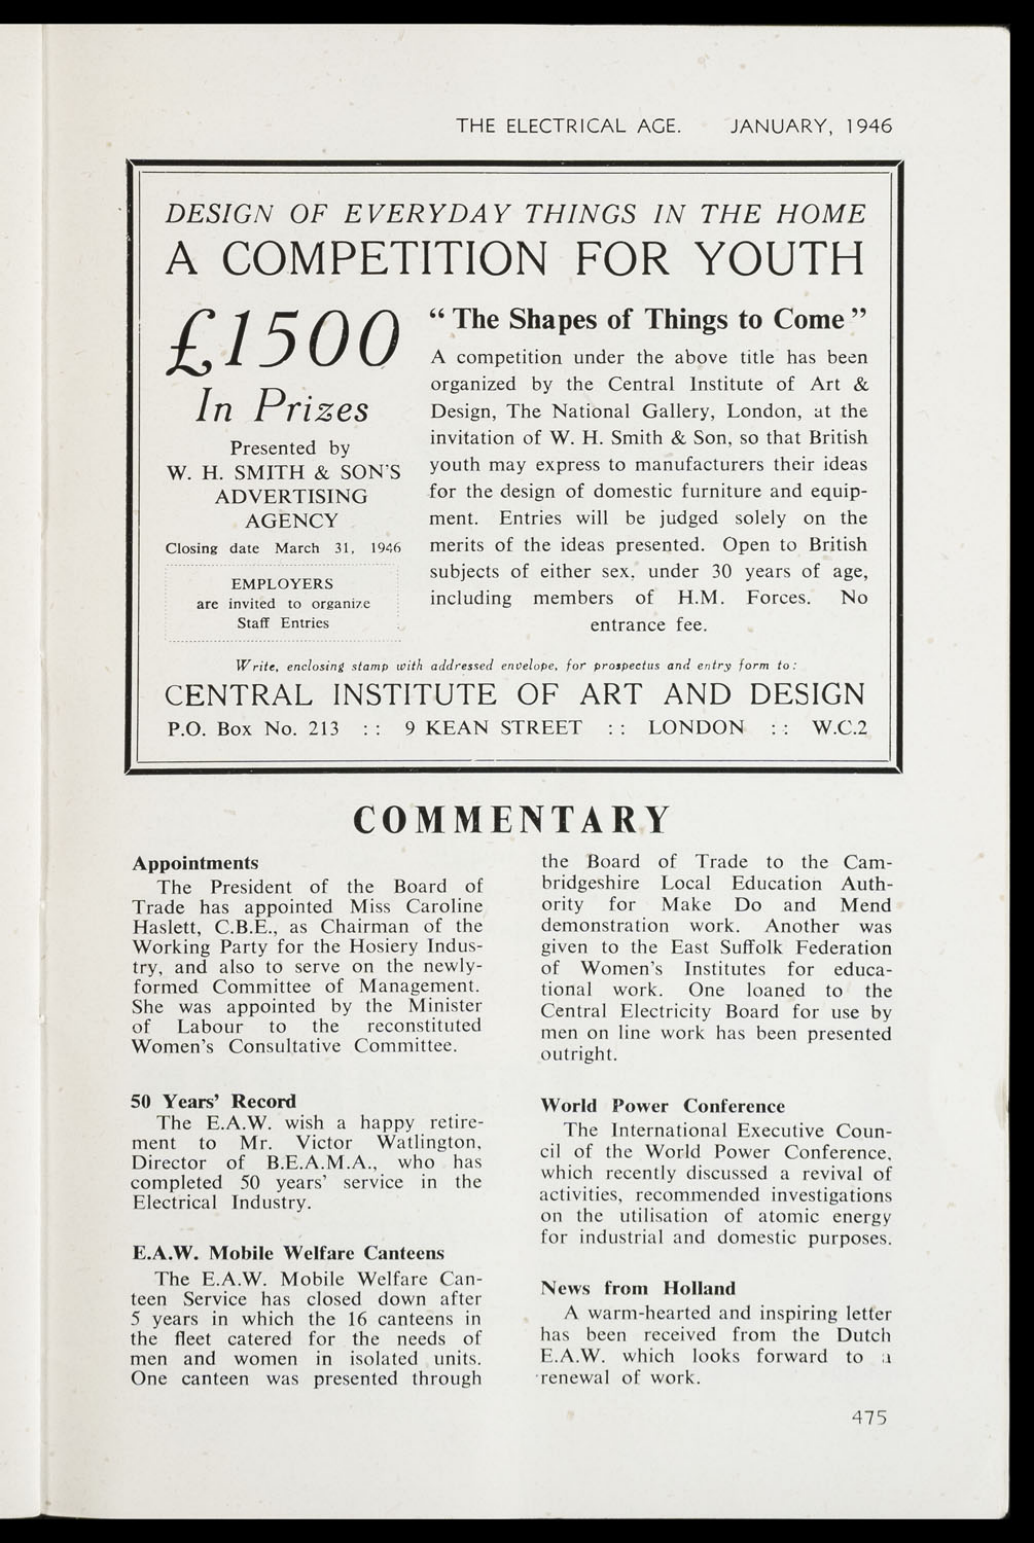 THE ELECTRICAL AGE. JANUARY, 1946
DESIGN OF EVERYDAY THINGS IN THE HOME
A COMPETITION FOR YOUTH
£1500
In Prizes
Presented by
W. H. SMITH & SON'S
ADVERTISING
AGENCY
Closing date March 31, 1946
EMPLOYERS
are invited to organize
Staff Entries
“ The Shapes of Things to Come ”
A competition under the above title has been
organized by the Central Institute of Art &
Design, The National Gallery, London, at the
invitation of W. H. Smith & Son, so that British
youth may express to manufacturers their ideas
for the design of domestic furniture and equip-
ment. Entries will be judged solely on the
merits of the ideas presented. Open to British
subjects of either sex, under 30 years of age,
including members of H.M. Forces. No
entrance fee.
Write, enclosing stamp with addressed envelope, for prospectus and entry form to:
CENTRAL INSTITUTE OF ART AND DESIGN
P.O. Box No. 213 :: 9 KEAN STREET :: LONDON :: W.C.2
COMMENTARY
Appointments
The President of the Board of
Trade has appointed Miss Caroline
Haslett, C.B.E., as Chairman of the
Working Party for the Hosiery Indus-
try, and also to serve on the newly-
formed Committee of Management.
She was appointed by the Minister
of Labour to the reconstituted
Women's Consultative Committee.
50 Years' Record
The E.A.W. wish a happy retire-
ment to Mr. Victor Watlington,
Director of B.E.A.M.A., who has
completed 50 years' service in the
Electrical Industry.
E.A.W. Mobile Welfare Canteens
The E.A.W. Mobile Welfare Can-
teen Service has closed down after
5 years in which the 16 canteens in
the fleet catered for the needs of
men and women in isolated units.
One canteen was presented through
the Board of Trade to the Cam-
bridgeshire Local Education Auth-
ority for Make Do and Mend
demonstration work. Another was
given to the East Suffolk Federation
of Women's Institutes for educa-
tional work. One loaned to the
Central Electricity Board for use by
men on line work has been presented
outright.
World Power Conference
The International Executive Coun-
cil of the World Power Conference,
which recently discussed a revival of
activities, recommended investigations
on the utilisation of atomic energy
for industrial and domestic purposes.
News from Holland
A warm-hearted and inspiring letter
has been received from the Dutch
E.A.W. which looks forward to a
renewal of work.
475